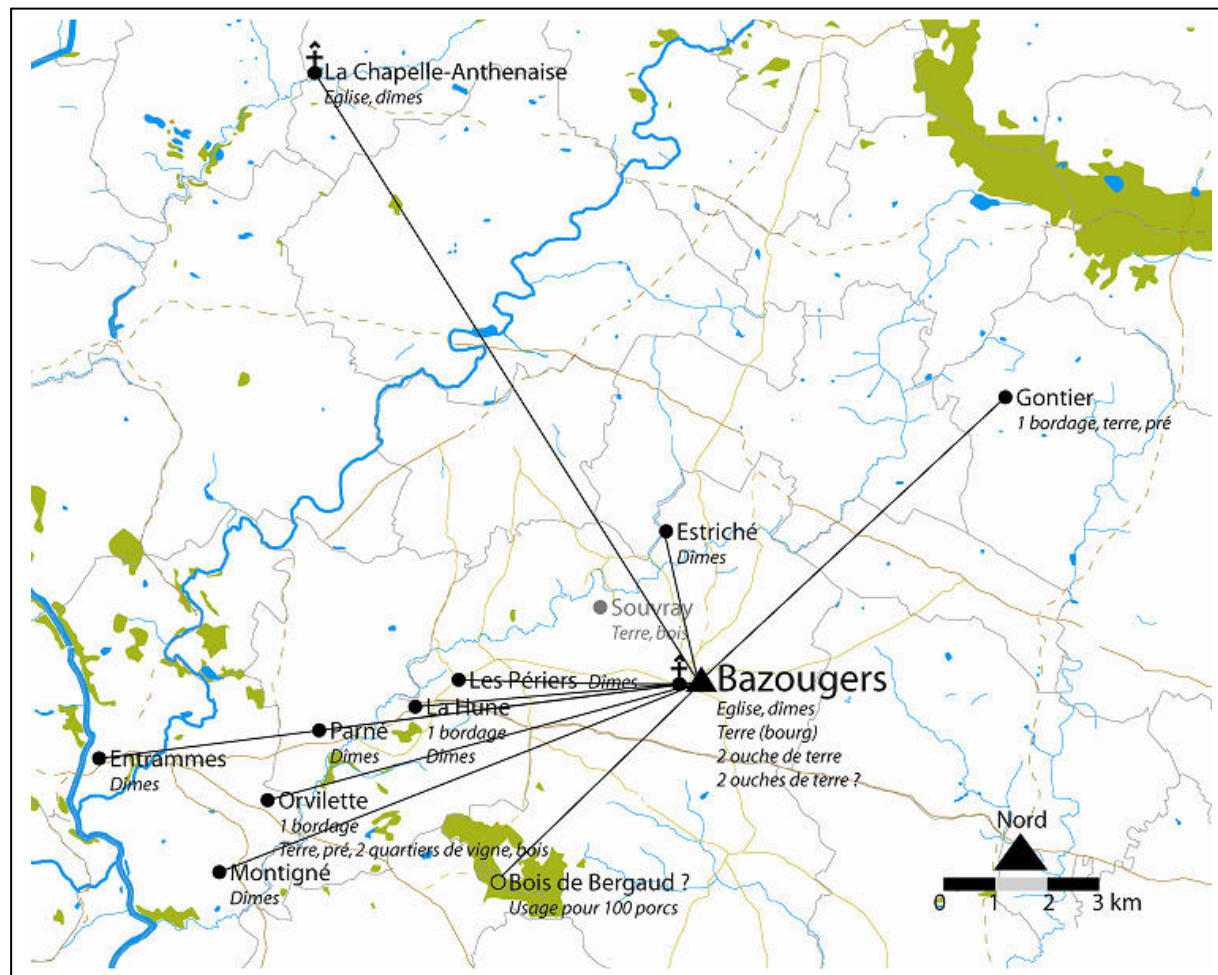 La Chapelle-Anthenaise
Eglise, dîmes
Gontier
1 bordage, terre, pré
Estriché
Dîmes
Souvray
Terre, bois
Les Périers Dîmes
Bazougers
Eglise, dîmes
Terre (bourg)
2 ouche de terre
2 ouches de terre ?
La Hune
1 bordage
Dîmes
Parné
Dîmes
Entrammes
Dîmes
Orvilette
1 bordage
Terre, pré, 2 quartiers de vigne, bois
Montigné
Dîmes
Bois de Bergaud ?
Usage pour 100 porcs
Nord
0 1 2 3 km